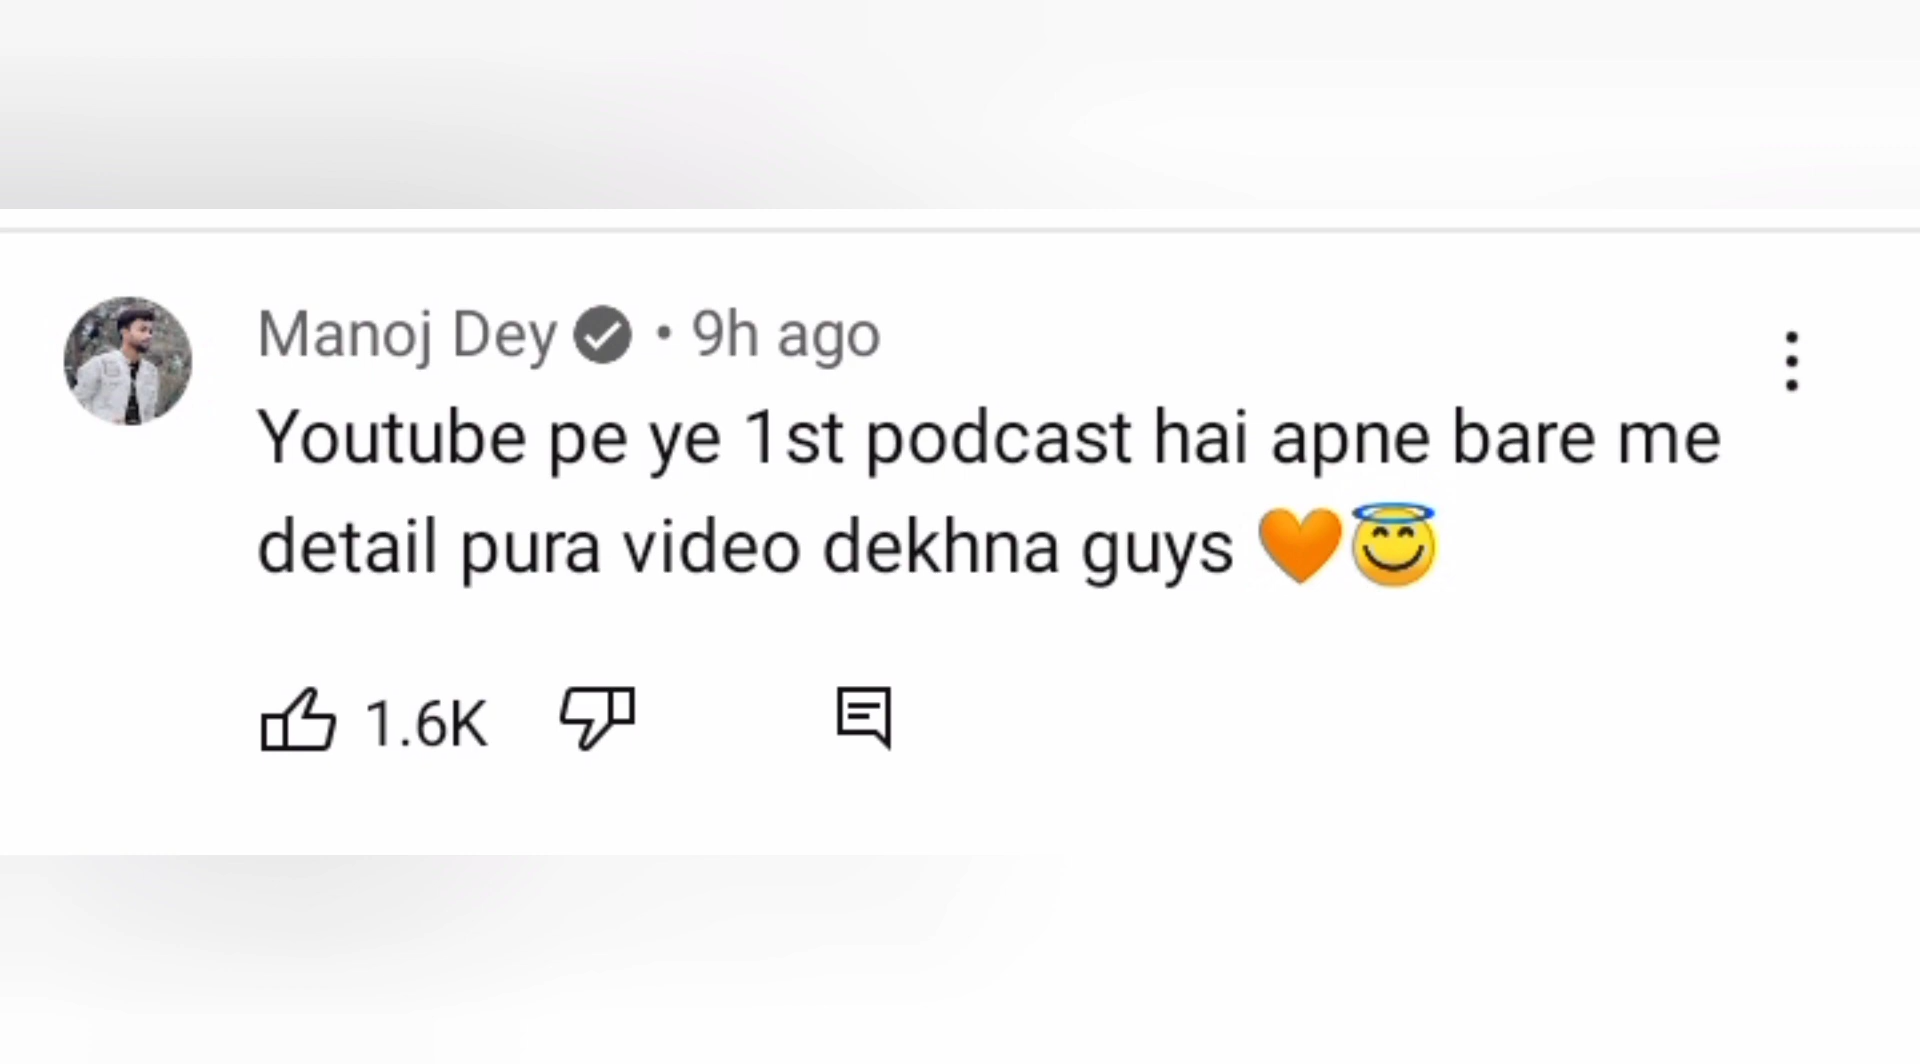 Manoj Dey • 9h ago
Youtube pe ye 1st podcast hai apne bare me
detail pura video dekhna guys 🧡😇
1.6K